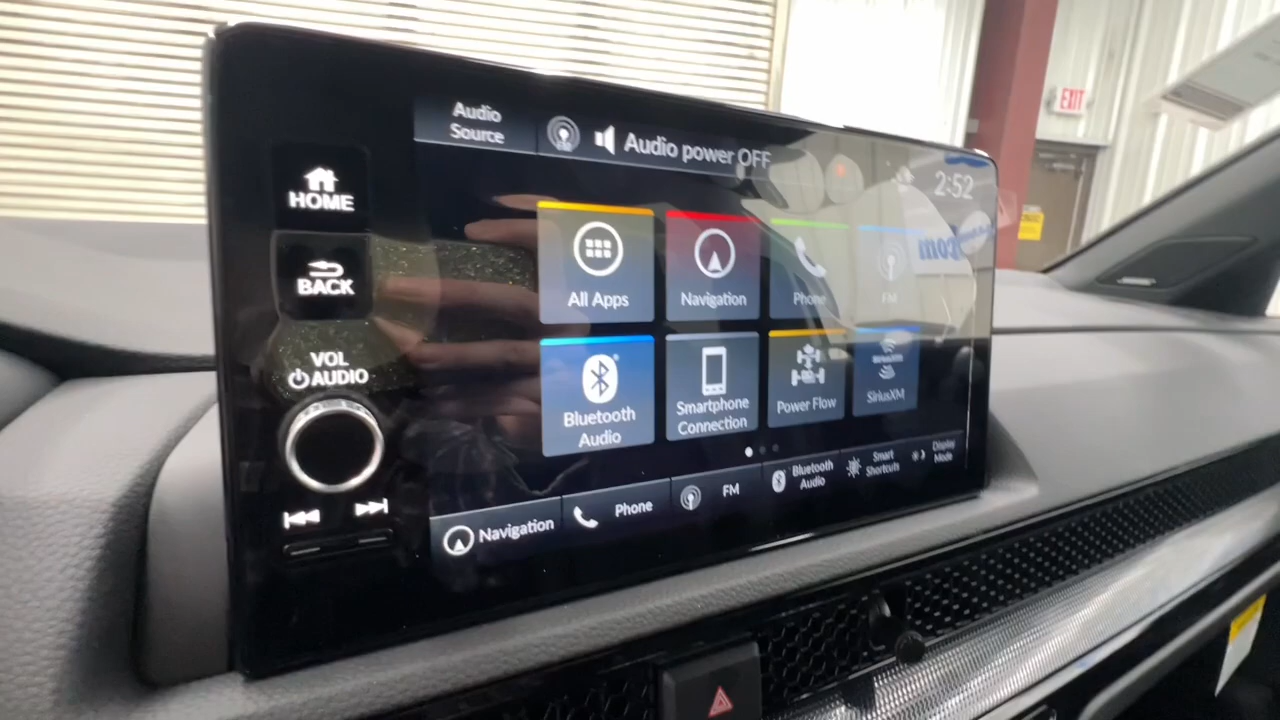 Audio
Source
Audio power OFF
2:52
EXIT
HOME
BACK
VOL
AUDIO
All Apps
Navigation
Phone
FM
Bluetooth
Audio
Smartphone
Connection
Power Flow
SiriusXM
Navigation
Phone
FM
Bluetooth
Audio
Smart
Shortcuts
Display
Mode